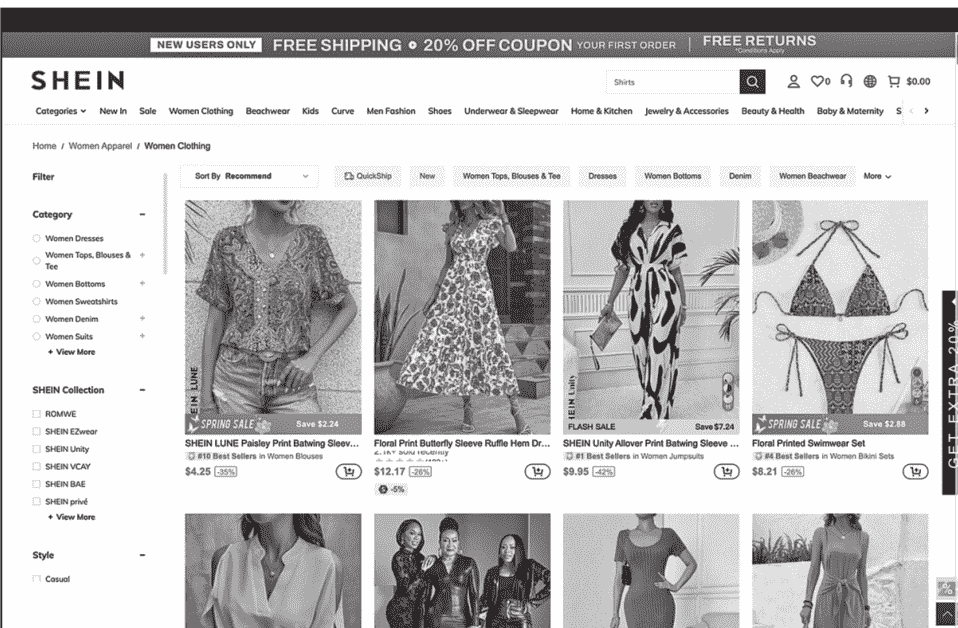 NEW USERS ONLY FREE SHIPPING 20% OFF COUPON YOUR FIRST ORDER FREE RETURNS
*Conditions Apply
SHEIN
Shirts
0
$0.00
Categories New In Sale Women Clothing Beachwear Kids Curve Men Fashion Shoes Underwear & Sleepwear Home & Kitchen Jewelry & Accessories Beauty & Health Baby & Maternity S
Home / Women Apparel / Women Clothing
Filter
Sort By Recommend
QuickShip New Women Tops, Blouses & Tee Dresses Women Bottoms Denim Women Beachwear More
Category
Women Dresses
Women Tops, Blouses &
Tee
Women Bottoms
Women Sweatshirts
Women Denim
Women Suits
+ View More
SHEIN Collection
ROMWE
SHEIN EZwear
SHEIN Unity
SHEIN VCAY
SHEIN BAE
SHEIN privé
+ View More
Style
Casual
SHEIN LUNE
SPRING SALE Save $2.24
SHEIN LUNE Paisley Print Batwing Sleev...
#10 Best Sellers in Women Blouses
$4.25 -35%
Floral Print Butterfly Sleeve Ruffle Hem Dr...
2.1k+ sold recently
$12.17 -26%
S -5%
SHEIN Unity
FLASH SALE Save $7.24
SHEIN Unity Allover Print Batwing Sleeve ...
#1 Best Sellers in Women Jumpsuits
$9.95 -42%
SPRING SALE Save $2.88
Floral Printed Swimwear Set
#4 Best Sellers in Women Bikini Sets
$8.21 -26%
GET EXTRA 20%